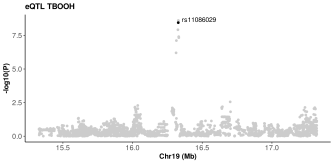 eQTL TBOOH
rs11086029
7.5
5.0
2.5
0.0
-log10(P)
15.5 16.0 16.5 17.0
Chr19 (Mb)